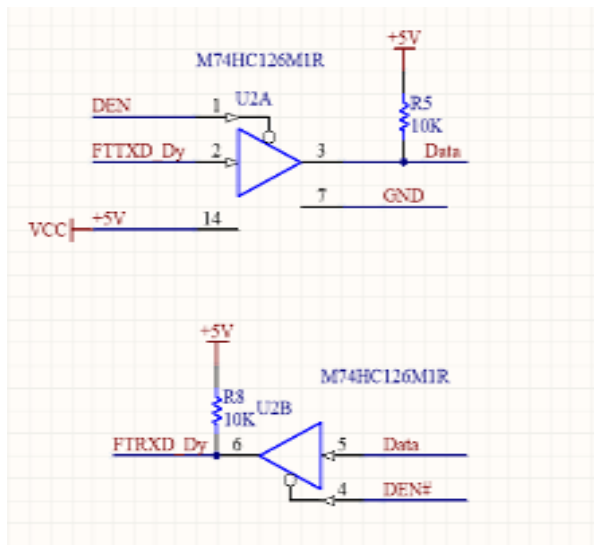 +5V
M74HC126M1R
DEN 1 U2A R5
10K
FTTXD_Dy 2 3 Data
7 GND
VCC +5V 14
+5V
M74HC126M1R
R8
10K U2B
FTRXD_Dy 6 5 Data
4 DEN#